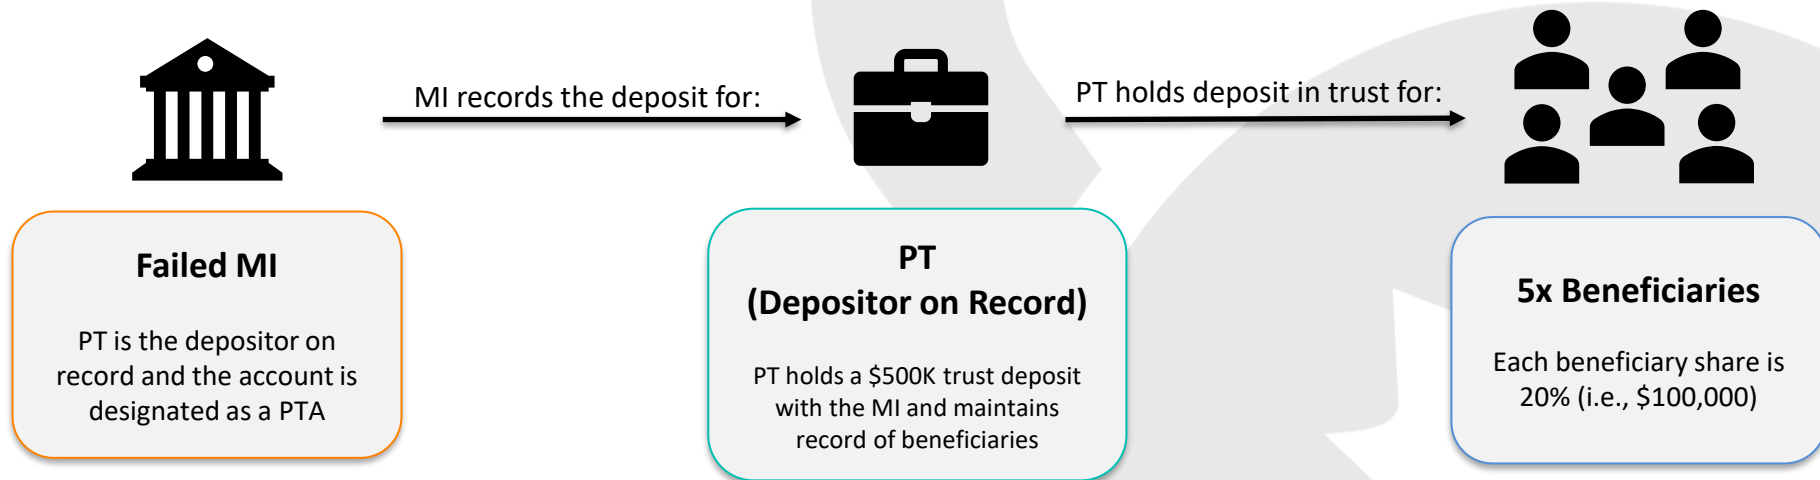 MI records the deposit for:
PT holds deposit in trust for:
Failed MI
PT is the depositor on
record and the account is
designated as a PTA
PT
(Depositor on Record)
PT holds a $500K trust deposit
with the MI and maintains
record of beneficiaries
5x Beneficiaries
Each beneficiary share is
20% (i.e., $100,000)